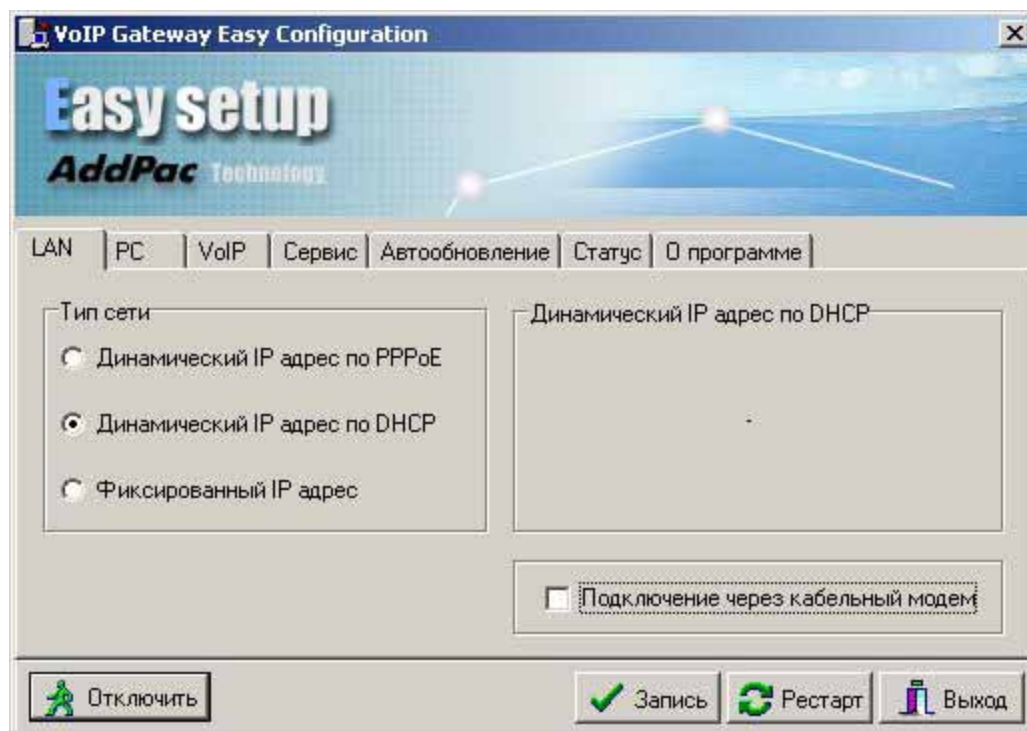 VoIP Gateway Easy Configuration
Easy setup
AddPac Technology
LAN PC VoIP Сервис Автообновление Статус О программе
Тип сети
Динамический IP адрес по PPPoE
Динамический IP адрес по DHCP
Фиксированный IP адрес
Динамический IP адрес по DHCP
Подключение через кабельный модем
Отключить Запись Рестарт Выход